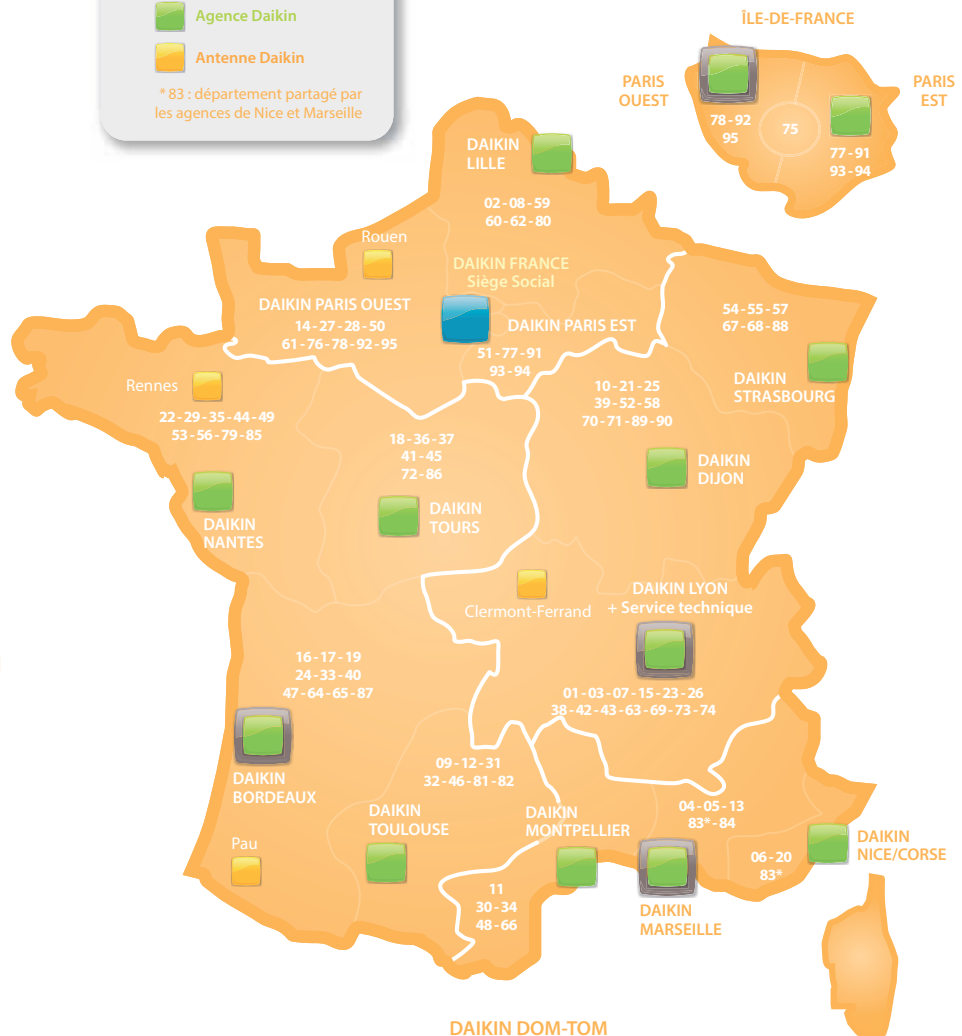 Agence Daikin
Antenne Daikin
* 83 : département partagé par
les agences de Nice et Marseille
ÎLE-DE-FRANCE
PARIS
OUEST
PARIS
EST
78 - 92
95
75
77 - 91
93 - 94
DAIKIN
LILLE
02 - 08 - 59
60 - 62 - 80
Rouen
DAIKIN FRANCE
Siège Social
DAIKIN PARIS OUEST
14 - 27 - 28 - 50
61 - 76 - 78 - 92 - 95
DAIKIN PARIS EST
51 - 77 - 91
93 - 94
54 - 55 - 57
67 - 68 - 88
DAIKIN
STRASBOURG
Rennes
22 - 29 - 35 - 44 - 49
53 - 56 - 79 - 85
10 - 21 - 25
39 - 52 - 58
70 - 71 - 89 - 90
18 - 36 - 37
41 - 45
72 - 86
DAIKIN
DIJON
DAIKIN
NANTES
DAIKIN
TOURS
Clermont-Ferrand
DAIKIN LYON
+ Service technique
16 - 17 - 19
24 - 33 - 40
47 - 64 - 65 - 87
01 - 03 - 07 - 15 - 23 - 26
38 - 42 - 43 - 63 - 69 - 73 - 74
DAIKIN
BORDEAUX
09 - 12 - 31
32 - 46 - 81 - 82
DAIKIN
TOULOUSE
DAIKIN
MONTPELLIER
04 - 05 - 13
83* - 84
Pau
06 - 20
83*
DAIKIN
NICE/CORSE
11
30 - 34
48 - 66
DAIKIN
MARSEILLE
DAIKIN DOM-TOM